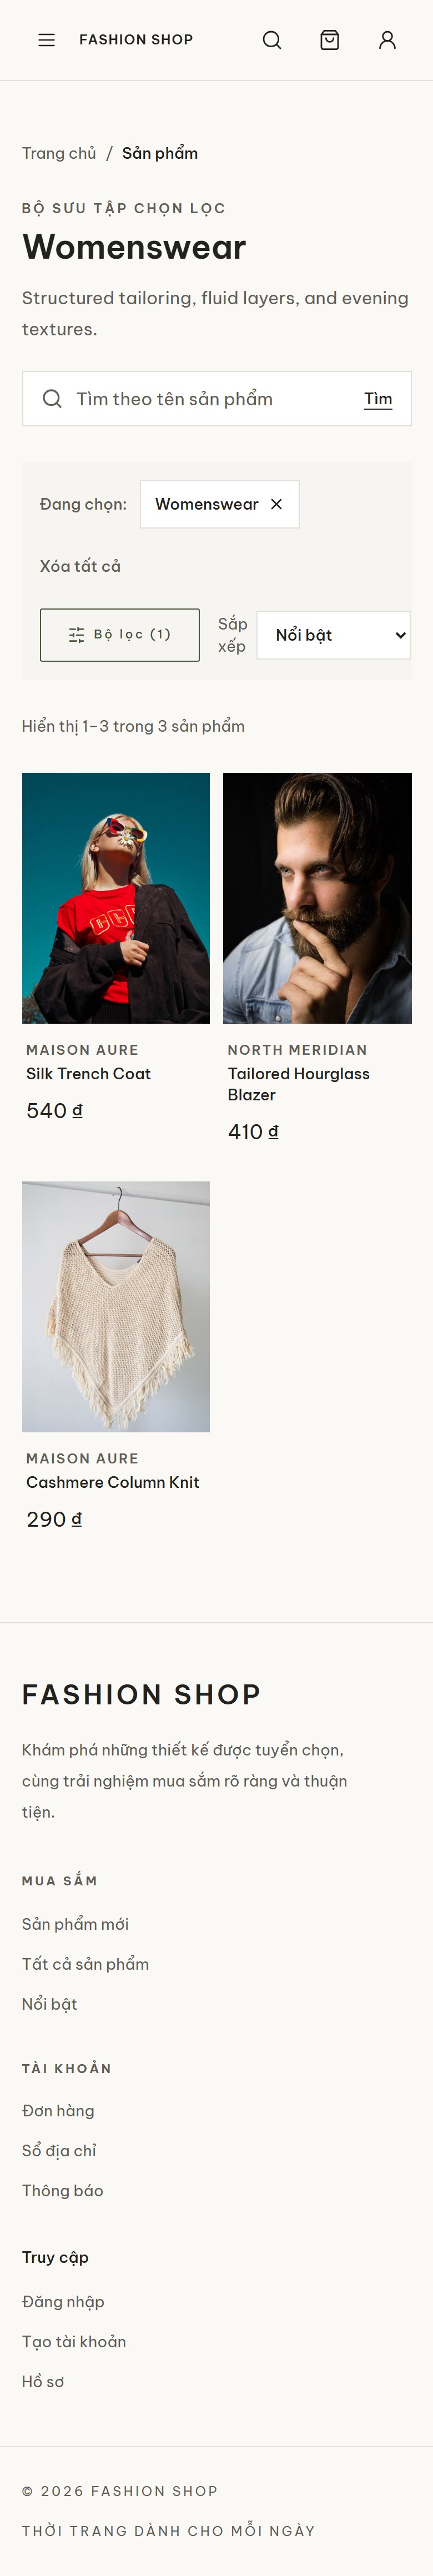 FASHION SHOP
Trang chủ / Sản phẩm
BỘ SƯU TẬP CHỌN LỌC
Womenswear
Structured tailoring, fluid layers, and evening
textures.
Tìm theo tên sản phẩm Tìm
Đang chọn: Womenswear ✕
Xóa tất cả
Bộ lọc (1)
Sắp
xếp
Nổi bật
Hiển thị 1–3 trong 3 sản phẩm
MAISON AURE
Silk Trench Coat
540 ₫
NORTH MERIDIAN
Tailored Hourglass
Blazer
410 ₫
MAISON AURE
Cashmere Column Knit
290 ₫
FASHION SHOP
Khám phá những thiết kế được tuyển chọn,
cùng trải nghiệm mua sắm rõ ràng và thuận
tiện.
MUA SẮM
Sản phẩm mới
Tất cả sản phẩm
Nổi bật
TÀI KHOẢN
Đơn hàng
Sổ địa chỉ
Thông báo
Truy cập
Đăng nhập
Tạo tài khoản
Hồ sơ
© 2026 FASHION SHOP
THỜI TRANG DÀNH CHO MỖI NGÀY